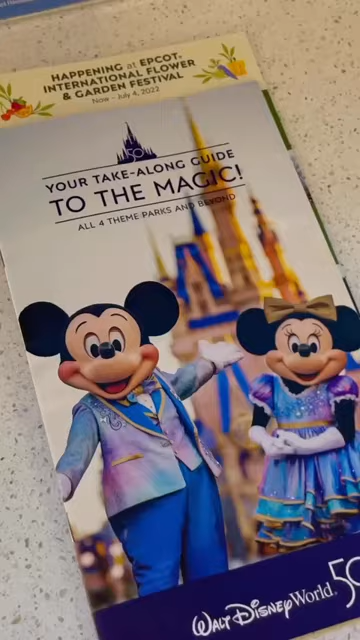 HAPPENING at EPCOT
INTERNATIONAL FLOWER
& GARDEN FESTIVAL
Now – July 4, 2022
50
YOUR TAKE-ALONG GUIDE
TO THE MAGIC!
ALL 4 THEME PARKS AND BEYOND
Walt Disney World. 50